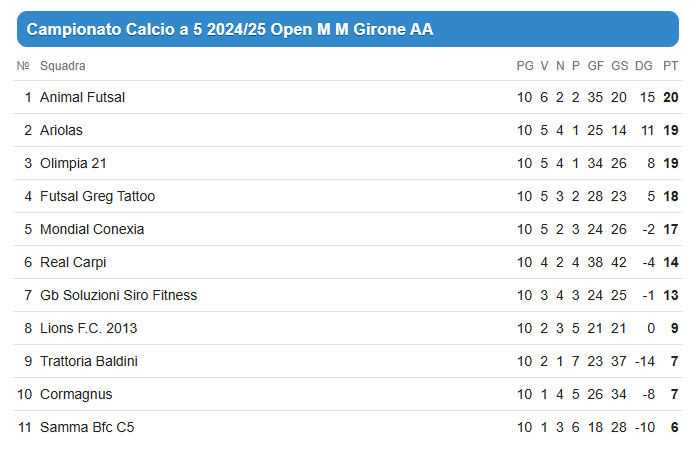 Campionato Calcio a 5 2024/25 Open M M Girone AA
№ Squadra PG V N P GF GS DG PT
1 Animal Futsal 10 6 2 2 35 20 15 20
2 Ariolas 10 5 4 1 25 14 11 19
3 Olimpia 21 10 5 4 1 34 26 8 19
4 Futsal Greg Tattoo 10 5 3 2 28 23 5 18
5 Mondial Conexia 10 5 2 3 24 26 -2 17
6 Real Carpi 10 4 2 4 38 42 -4 14
7 Gb Soluzioni Siro Fitness 10 3 4 3 24 25 -1 13
8 Lions F.C. 2013 10 2 3 5 21 21 0 9
9 Trattoria Baldini 10 2 1 7 23 37 -14 7
10 Cormagnus 10 1 4 5 26 34 -8 7
11 Samma Bfc C5 10 1 3 6 18 28 -10 6